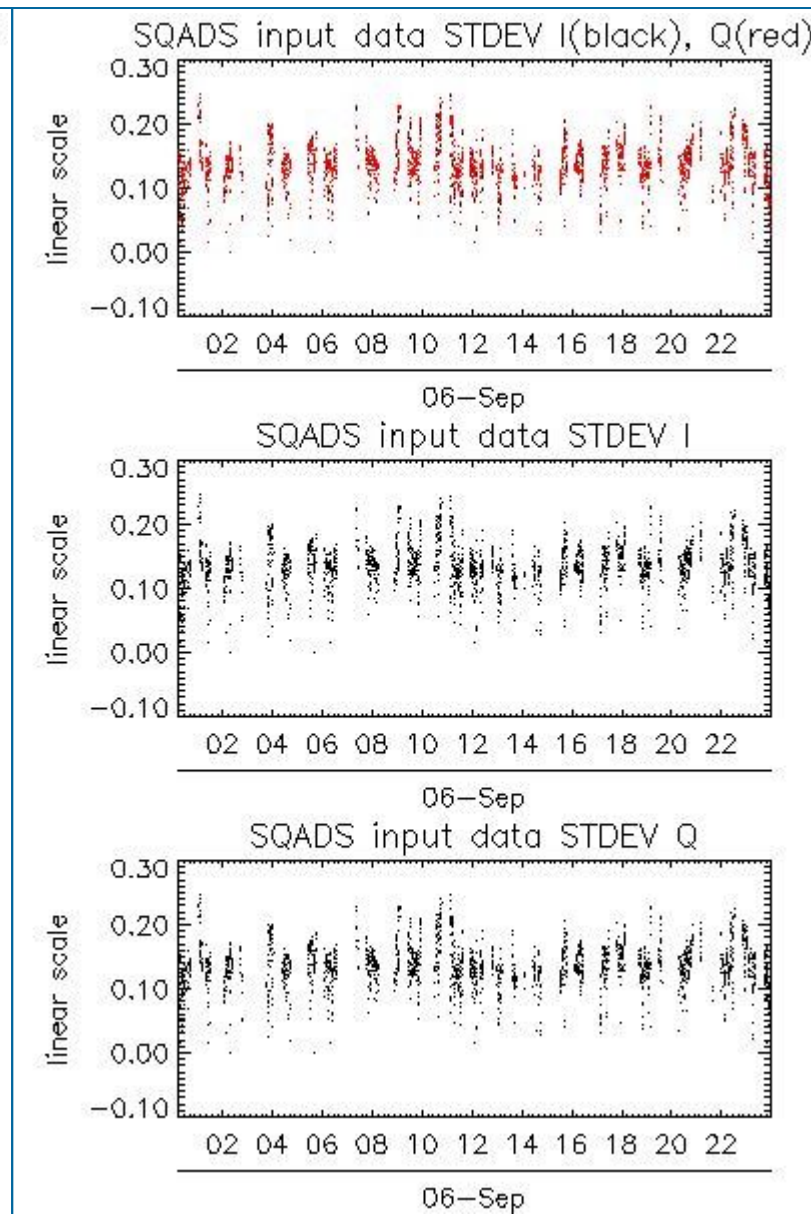 SQADS input data STDEV I(black), Q(red)
0.30
0.20
0.10
0.00
−0.10
linear scale
02 04 06 08 10 12 14 16 18 20 22
06−Sep
SQADS input data STDEV I
0.30
0.20
0.10
0.00
−0.10
linear scale
02 04 06 08 10 12 14 16 18 20 22
06−Sep
SQADS input data STDEV Q
0.30
0.20
0.10
0.00
−0.10
linear scale
02 04 06 08 10 12 14 16 18 20 22
06−Sep